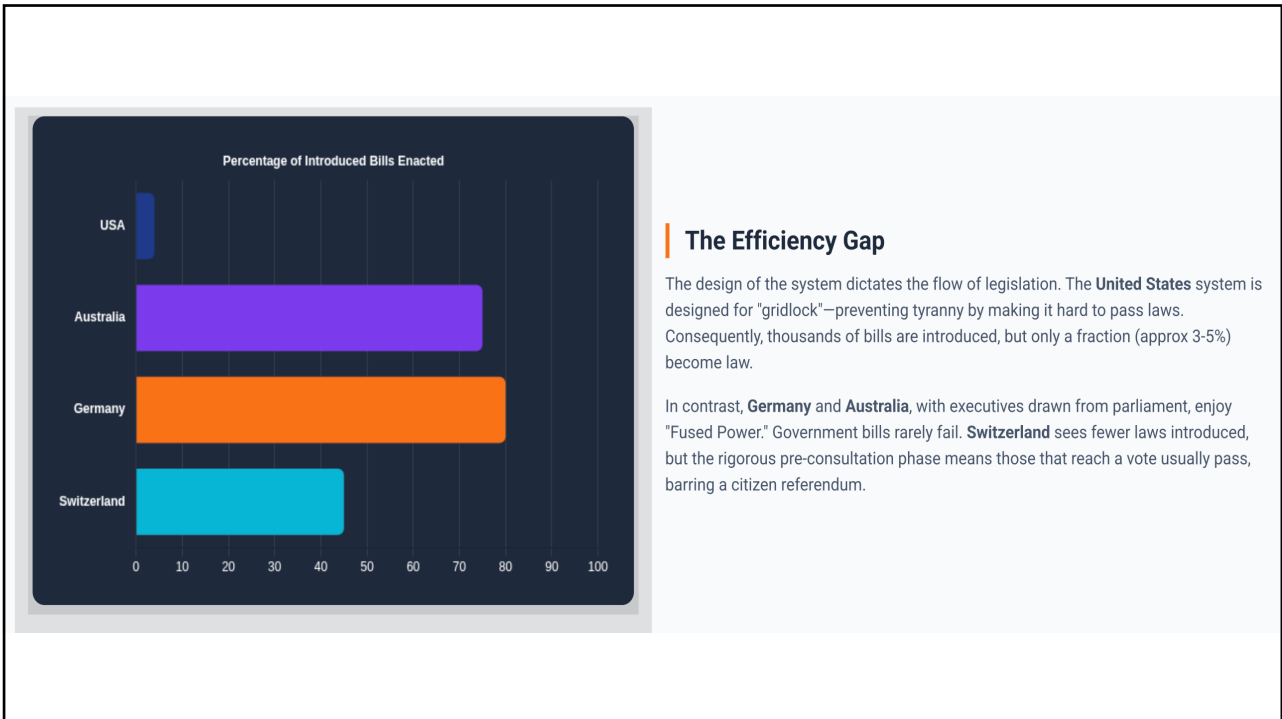 Percentage of Introduced Bills Enacted
USA
Australia
Germany
Switzerland
0 10 20 30 40 50 60 70 80 90 100
The Efficiency Gap
The design of the system dictates the flow of legislation. The United States system is
designed for "gridlock"—preventing tyranny by making it hard to pass laws.
Consequently, thousands of bills are introduced, but only a fraction (approx 3-5%)
become law.
In contrast, Germany and Australia, with executives drawn from parliament, enjoy
"Fused Power." Government bills rarely fail. Switzerland sees fewer laws introduced,
but the rigorous pre-consultation phase means those that reach a vote usually pass,
barring a citizen referendum.